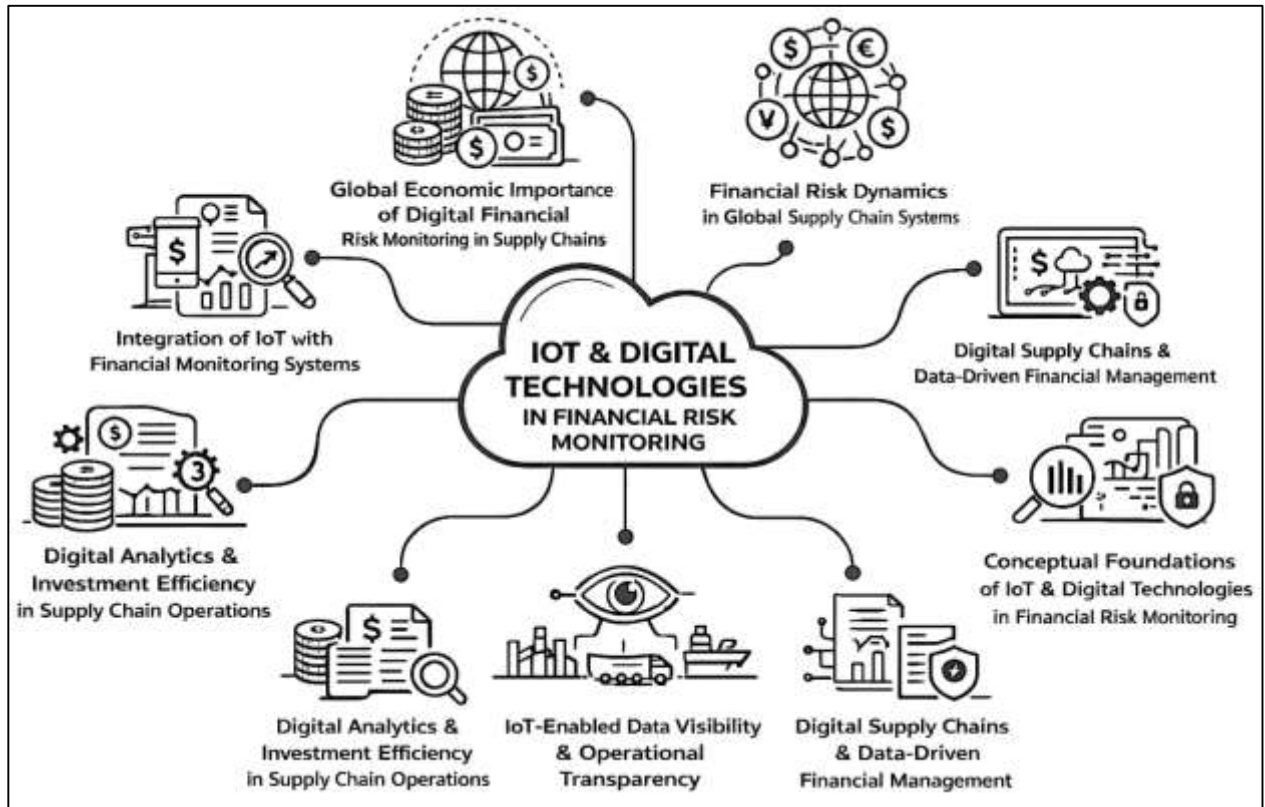 $
$
$
€
¥
$
Global Economic Importance
of Digital Financial
Risk Monitoring in Supply Chains
Financial Risk Dynamics
in Global Supply Chain Systems
$
Integration of IoT with
Financial Monitoring Systems
$
Digital Supply Chains &
Data-Driven Financial Management
IOT & DIGITAL
TECHNOLOGIES
IN FINANCIAL RISK
MONITORING
$
3
Digital Analytics &
Investment Efficiency
in Supply Chain Operations
Conceptual Foundations
of IoT & Digital Technologies
in Financial Risk Monitoring
$
Digital Analytics &
Investment Efficiency
in Supply Chain Operations
IoT-Enabled Data Visibility
& Operational
Transparency
Digital Supply Chains
& Data-Driven
Financial Management